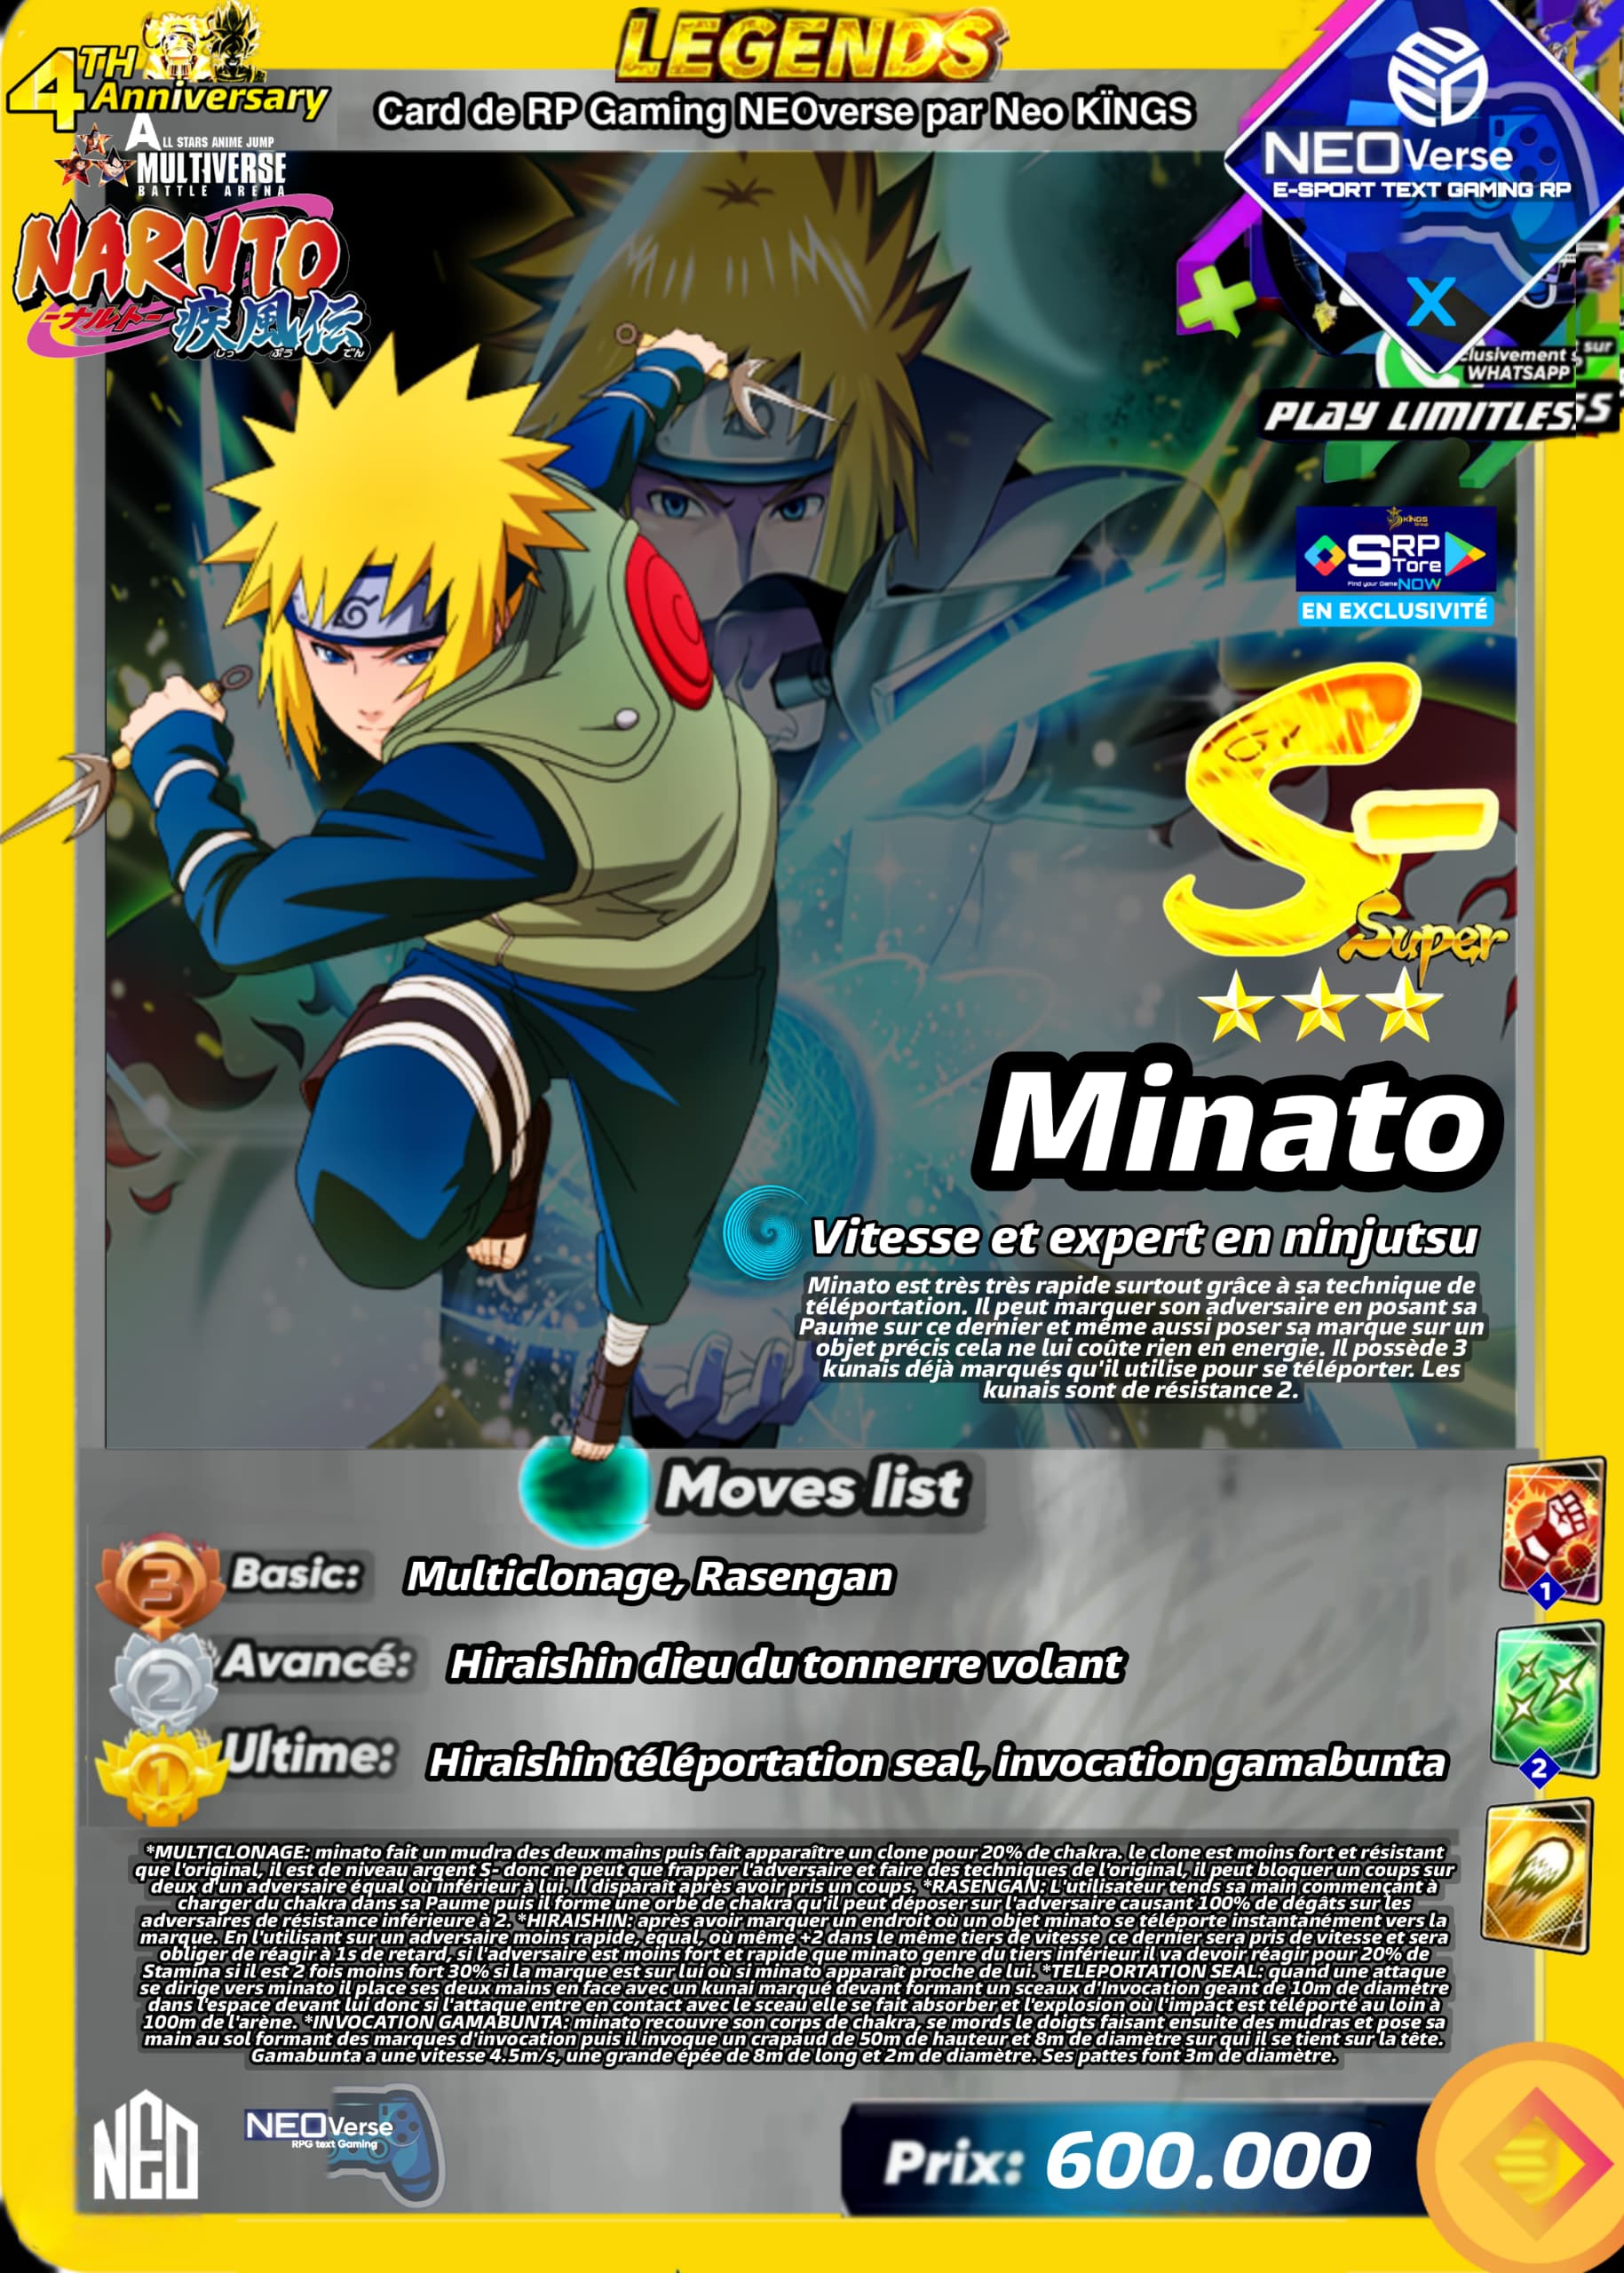 LEGENDS
4TH
Anniversary
Card de RP Gaming NEOverse par Neo KÏNGS
ALL STARS ANIME JUMP
MULTIVERSE
BATTLE ARENA
NARUTO
-ナルト-
疾風伝
しっ ぷう でん
NEOVerse
E-SPORT TEXT GAMING RP
X
clusivement s sur
WHATSAPP
PLAY LIMITLESS
KINGS
SRP
Tore
Find your Game NOW
EN EXCLUSIVITÉ
S-
Super
Minato
Vitesse et expert en ninjutsu
Minato est très très rapide surtout grâce à sa technique de
téléportation. Il peut marquer son adversaire en posant sa
Paume sur ce dernier et même aussi poser sa marque sur un
objet précis cela ne lui coûte rien en energie. Il possède 3
kunais déjà marqués qu'il utilise pour se téléporter. Les
kunais sont de résistance 2.
Moves list
3 Basic: Multiclonage, Rasengan
1
2 Avancé: Hiraishin dieu du tonnerre volant
2
1 Ultime: Hiraishin téléportation seal, invocation gamabunta
*MULTICLONAGE: minato fait un mudra des deux mains puis fait apparaître un clone pour 20% de chakra. le clone est moins fort et résistant
que l'original, il est de niveau argent S- donc ne peut que frapper l'adversaire et faire des techniques de l'original, il peut bloquer un coups sur
deux d'un adversaire équal où inférieur à lui. Il disparaît après avoir pris un coups. *RASENGAN: L'utilisateur tends sa main commençant à
charger du chakra dans sa Paume puis il forme une orbe de chakra qu'il peut déposer sur l'adversaire causant 100% de dégâts sur les
adversaires de résistance inférieure à 2. *HIRAISHIN: après avoir marquer un endroit où un objet minato se téléporte instantanément vers la
marque. En l'utilisant sur un adversaire moins rapide, équal, où même +2 dans le même tiers de vitesse ce dernier sera pris de vitesse et sera
obliger de réagir à 1s de retard, si l'adversaire est moins fort et rapide que minato genre du tiers inférieur il va devoir réagir pour 20% de
Stamina si il est 2 fois moins fort 30% si la marque est sur lui où si minato apparaît proche de lui. *TELEPORTATION SEAL: quand une attaque
se dirige vers minato il place ses deux mains en face avec un kunai marqué devant formant un sceaux d'Invocation geant de 10m de diamètre
dans l'espace devant lui donc si l'attaque entre en contact avec le sceau elle se fait absorber et l'explosion où l'impact est téléporté au loin à
100m de l'arène. *INVOCATION GAMABUNTA: minato recouvre son corps de chakra, se mords le doigts faisant ensuite des mudras et pose sa
main au sol formant des marques d'invocation puis il invoque un crapaud de 50m de hauteur et 8m de diamètre sur qui il se tient sur la tête.
Gamabunta a une vitesse 4.5m/s, une grande épée de 8m de long et 2m de diamètre. Ses pattes font 3m de diamètre.
NEO
NEOVerse
RPG text Gaming
Prix: 600.000